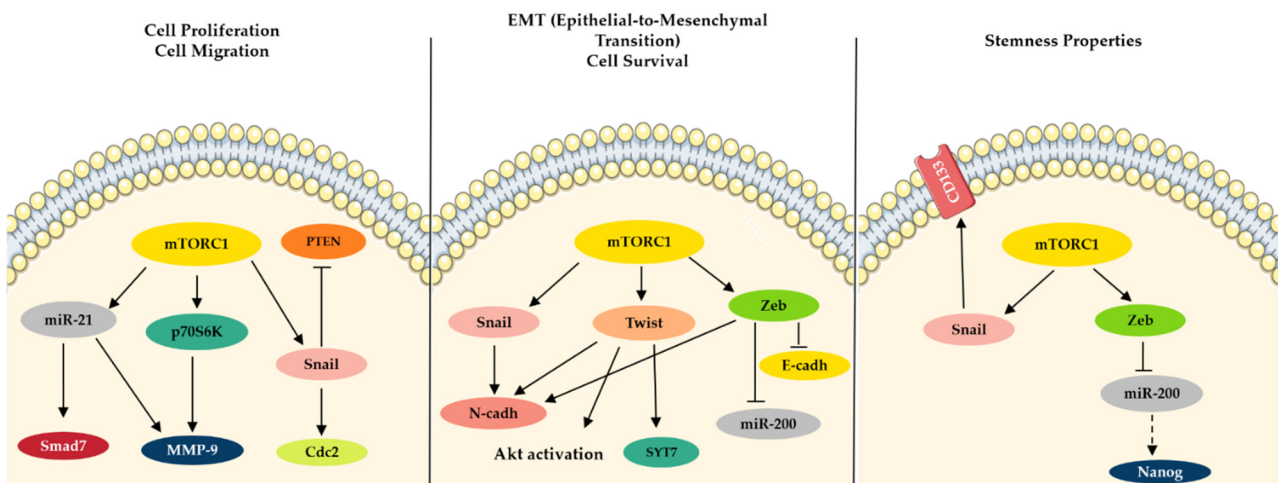 Cell Proliferation
Cell Migration
mTORC1
PTEN
miR-21
p70S6K
Snail
Smad7
MMP-9
Cdc2
EMT (Epithelial-to-Mesenchymal
Transition)
Cell Survival
mTORC1
Snail
Twist
Zeb
E-cadh
N-cadh
miR-200
Akt activation
SYT7
Stemness Properties
CD133
mTORC1
Snail
Zeb
miR-200
Nanog